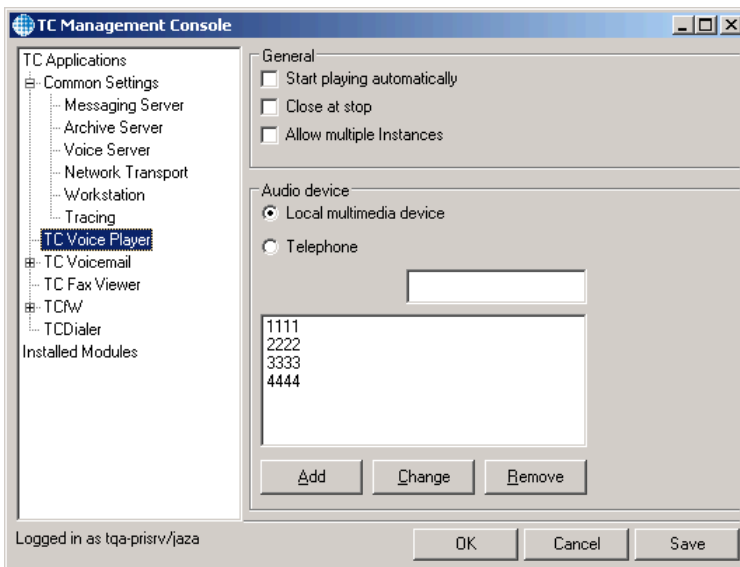 TC Management Console
TC Applications
Common Settings
Messaging Server
Archive Server
Voice Server
Network Transport
Workstation
Tracing
TC Voice Player
TC Voicemail
TC Fax Viewer
TC/W
TCDialer
Installed Modules
General
Start playing automatically
Close at stop
Allow multiple Instances
Audio device
Local multimedia device
Telephone
1111
2222
3333
4444
Add
Change
Remove
Logged in as tqa-prisrv/jaza
OK
Cancel
Save